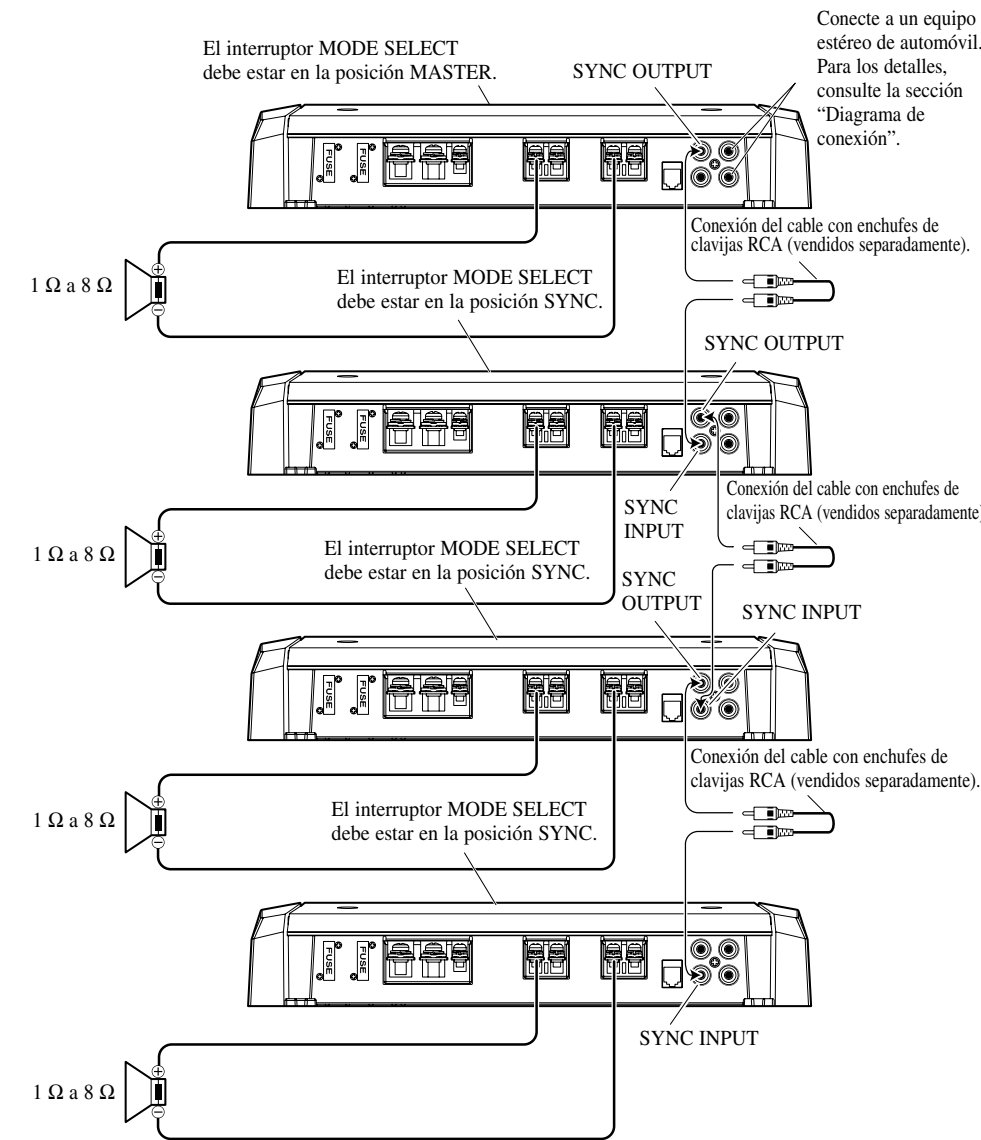 Conecte a un equipo
estéreo de automóvil.
Para los detalles,
consulte la sección
“Diagrama de
conexión”.
El interruptor MODE SELECT
debe estar en la posición MASTER.
SYNC OUTPUT
FUSE
FUSE
Conexión del cable con enchufes de
clavijas RCA (vendidos separadamente).
1 Ω a 8 Ω
El interruptor MODE SELECT
debe estar en la posición SYNC.
SYNC OUTPUT
FUSE
FUSE
SYNC
INPUT
Conexión del cable con enchufes de
clavijas RCA (vendidos separadamente)
1 Ω a 8 Ω
El interruptor MODE SELECT
debe estar en la posición SYNC.
SYNC
OUTPUT
SYNC INPUT
FUSE
FUSE
Conexión del cable con enchufes de
clavijas RCA (vendidos separadamente).
1 Ω a 8 Ω
El interruptor MODE SELECT
debe estar en la posición SYNC.
FUSE
FUSE
SYNC INPUT
1 Ω a 8 Ω